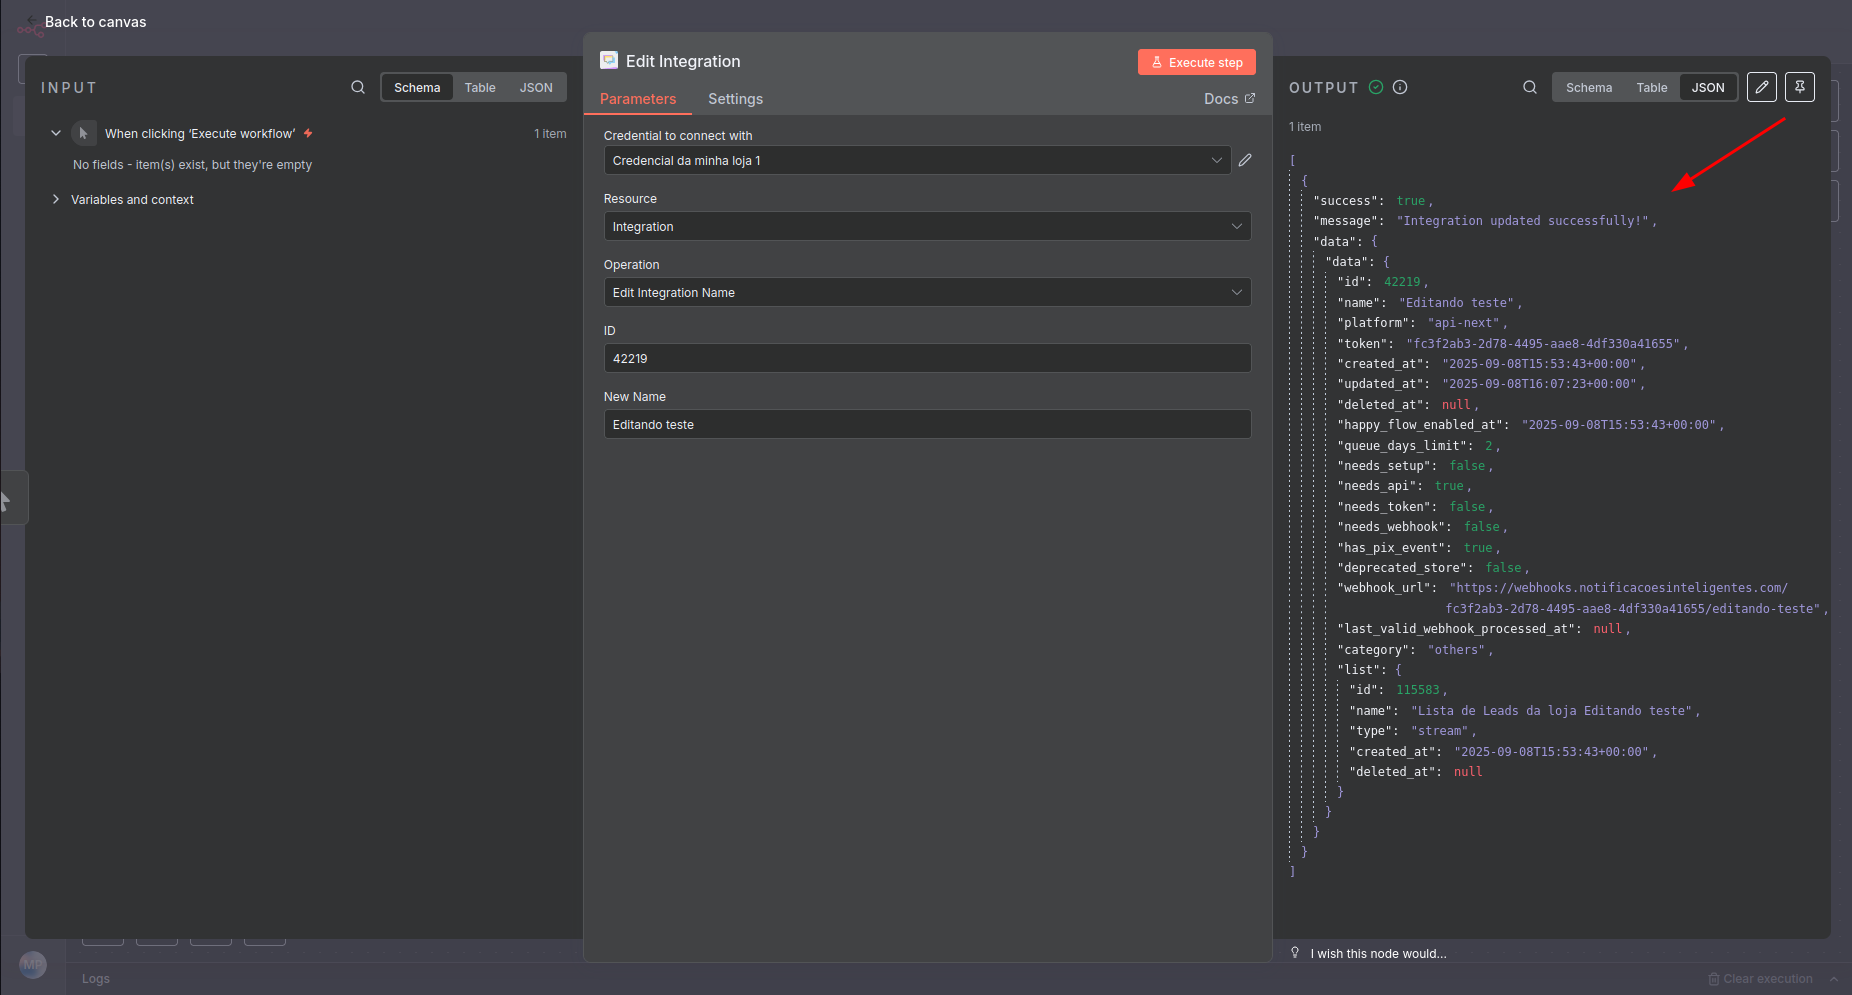 Back to canvas
INPUT
Schema
Table
JSON
When clicking ‘Execute workflow’
1 item
No fields - item(s) exist, but they're empty
Variables and context
Edit Integration
Execute step
Parameters
Settings
Docs
Credential to connect with
Credencial da minha loja 1
Resource
Integration
Operation
Edit Integration Name
ID
42219
New Name
Editando teste
OUTPUT
Schema
Table
JSON
1 item
[
{
"success": true,
"message": "Integration updated successfully!",
"data": {
"data": {
"id": 42219,
"name": "Editando teste",
"platform": "api-next",
"token": "fc3f2ab3-2d78-4495-aae8-4df330a41655",
"created_at": "2025-09-08T15:53:43+00:00",
"updated_at": "2025-09-08T16:07:23+00:00",
"deleted_at": null,
"happy_flow_enabled_at": "2025-09-08T15:53:43+00:00",
"queue_days_limit": 2,
"needs_setup": false,
"needs_api": true,
"needs_token": false,
"needs_webhook": false,
"has_pix_event": true,
"deprecated_store": false,
"webhook_url": "https://webhooks.notificacoesinteligentes.com/
fc3f2ab3-2d78-4495-aae8-4df330a41655/editando-teste",
"last_valid_webhook_processed_at": null,
"category": "others",
"list": {
"id": 115583,
"name": "Lista de Leads da loja Editando teste",
"type": "stream",
"created_at": "2025-09-08T15:53:43+00:00",
"deleted_at": null
}
}
}
}
]
I wish this node would...
MP
Logs
Clear execution